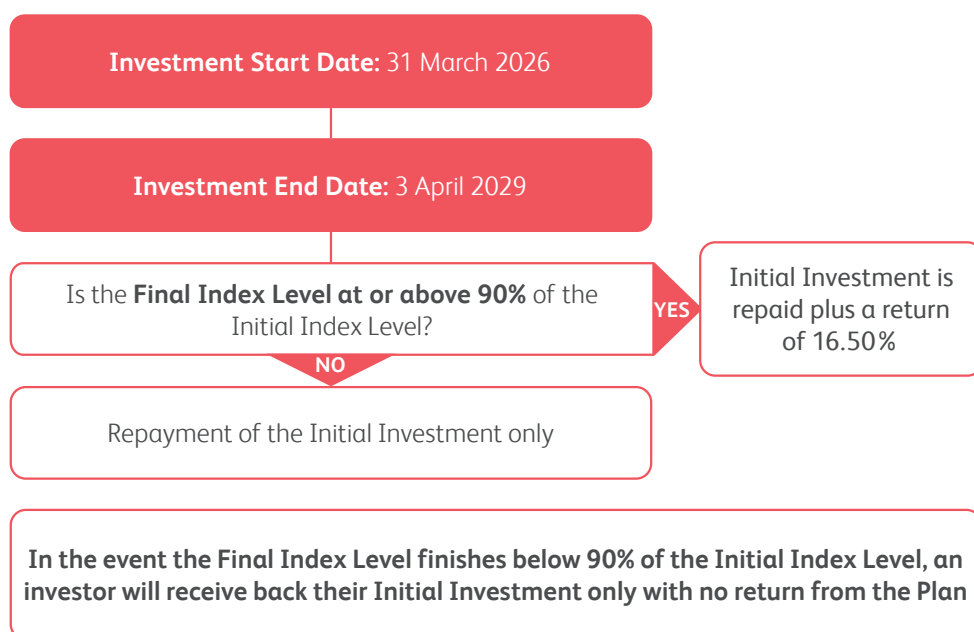 Investment Start Date: 31 March 2026
Investment End Date: 3 April 2029
Is the Final Index Level at or above 90% of the
Initial Index Level?
YES
Initial Investment is
repaid plus a return
of 16.50%
NO
Repayment of the Initial Investment only
In the event the Final Index Level finishes below 90% of the Initial Index Level, an
investor will receive back their Initial Investment only with no return from the Plan